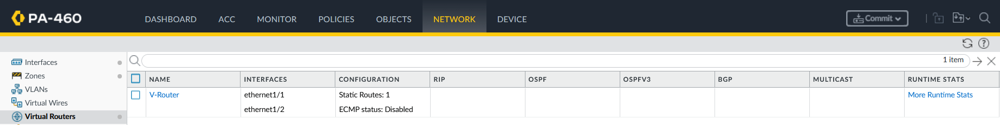 PA-460
DASHBOARD ACC MONITOR POLICIES OBJECTS NETWORK DEVICE
Commit
1 item
Interfaces
Zones
VLANs
Virtual Wires
Virtual Routers
NAME INTERFACES CONFIGURATION RIP OSPF OSPFV3 BGP MULTICAST RUNTIME STATS
V-Router ethernet1/1 Static Routes: 1 More Runtime Stats
ethernet1/2 ECMP status: Disabled